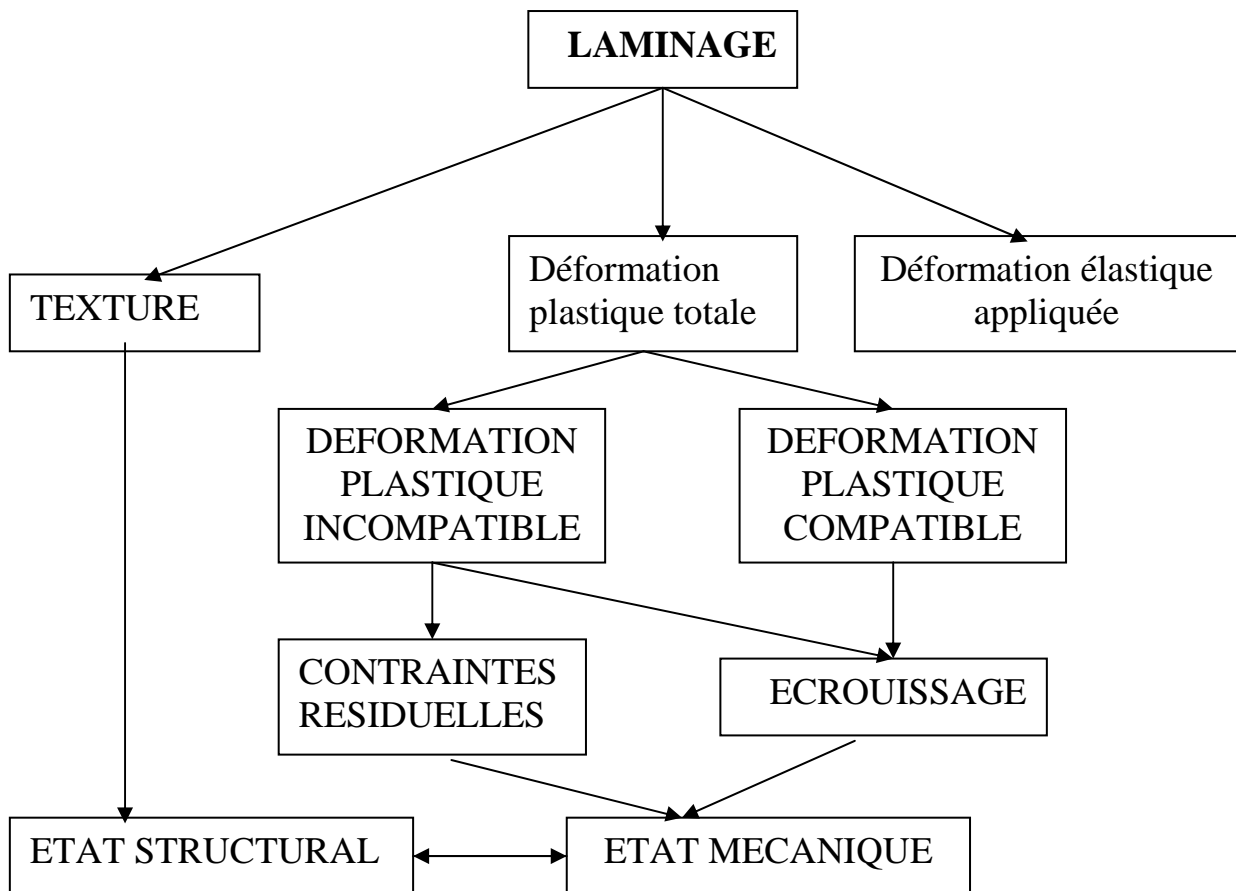 LAMINAGE
Déformation
plastique totale
Déformation élastique
appliquée
TEXTURE
DEFORMATION
PLASTIQUE
INCOMPATIBLE
DEFORMATION
PLASTIQUE
COMPATIBLE
CONTRAINTES
RESIDUELLES
ECROUISSAGE
ETAT STRUCTURAL
ETAT MECANIQUE